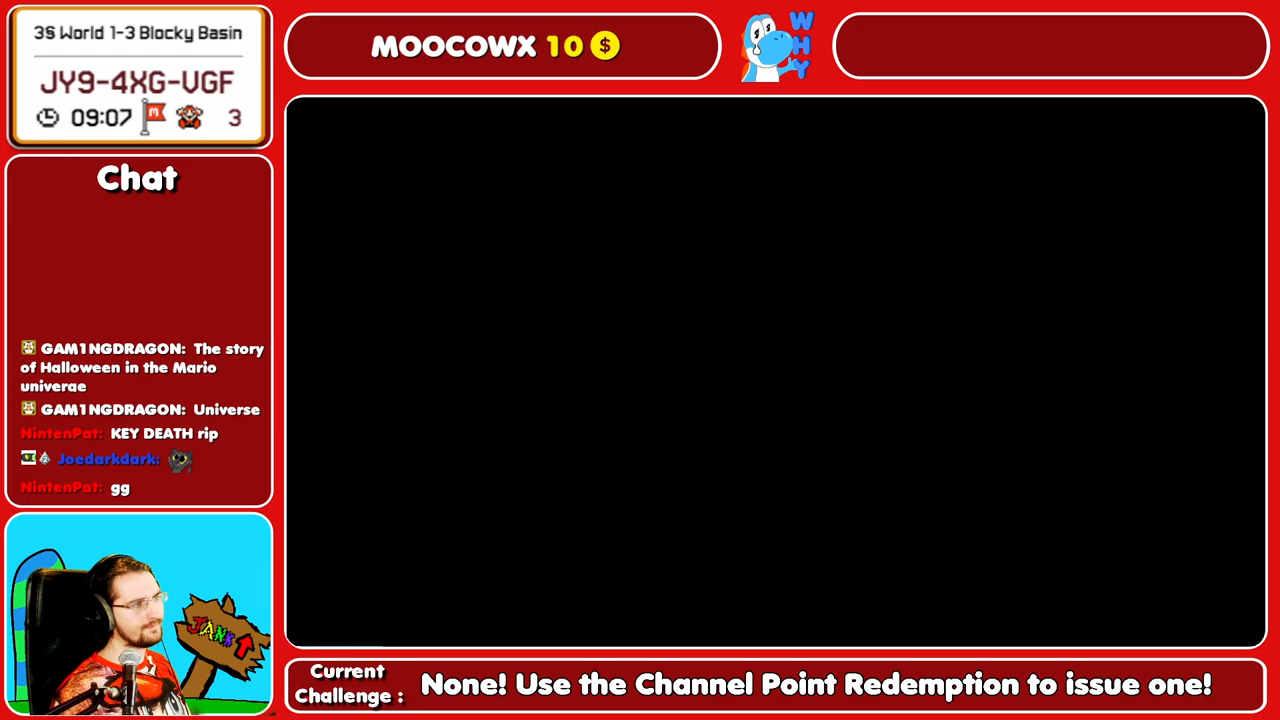 3S World 1-3 Blocky Basin
JY9-4XG-VGF
09:07 M 3
MOOCOWX 10 $
WHY
Chat
GAM1NGDRAGON: The story
of Halloween in the Mario
univerae
GAM1NGDRAGON: Universe
NintenPat: KEY DEATH rip
Joedarkdark:
NintenPat: gg
JANK
Current
Challenge :
None! Use the Channel Point Redemption to issue one!